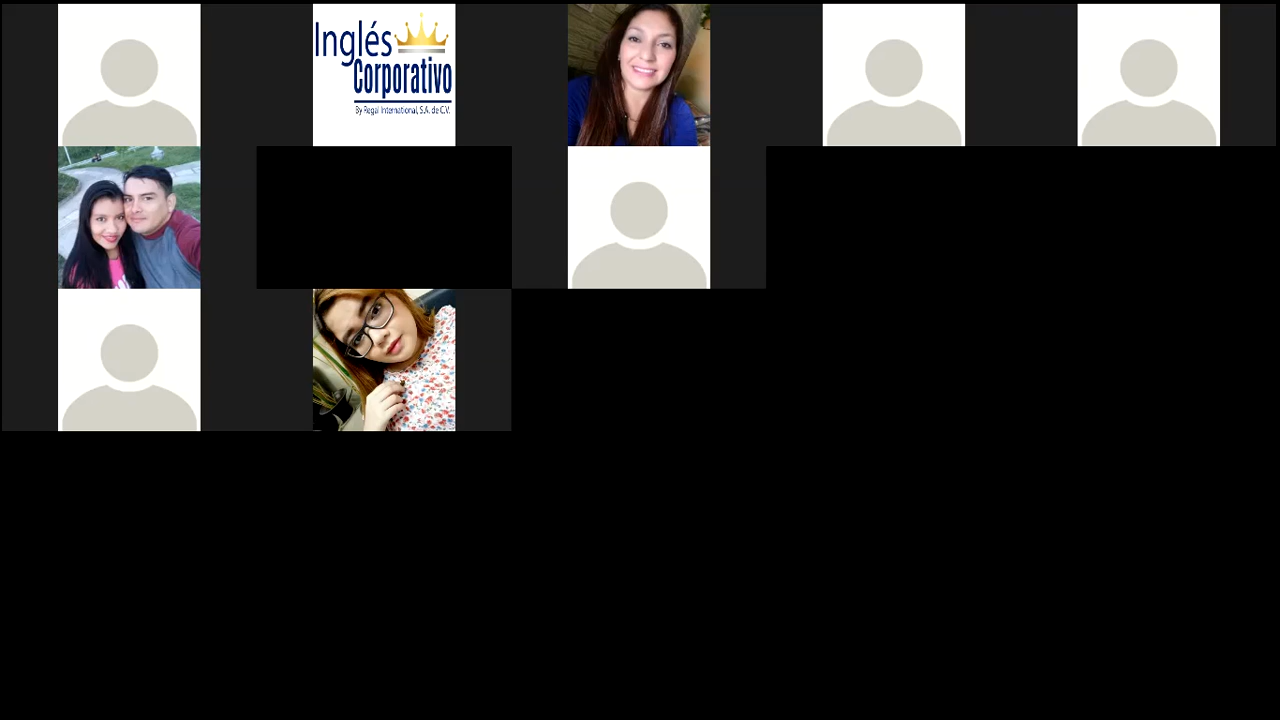 Inglés
Corporativo
By Regal International, S.A. de C.V.